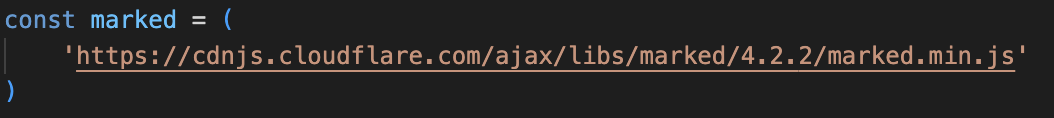 const marked = (
'https://cdnjs.cloudflare.com/ajax/libs/marked/4.2.2/marked.min.js'
)